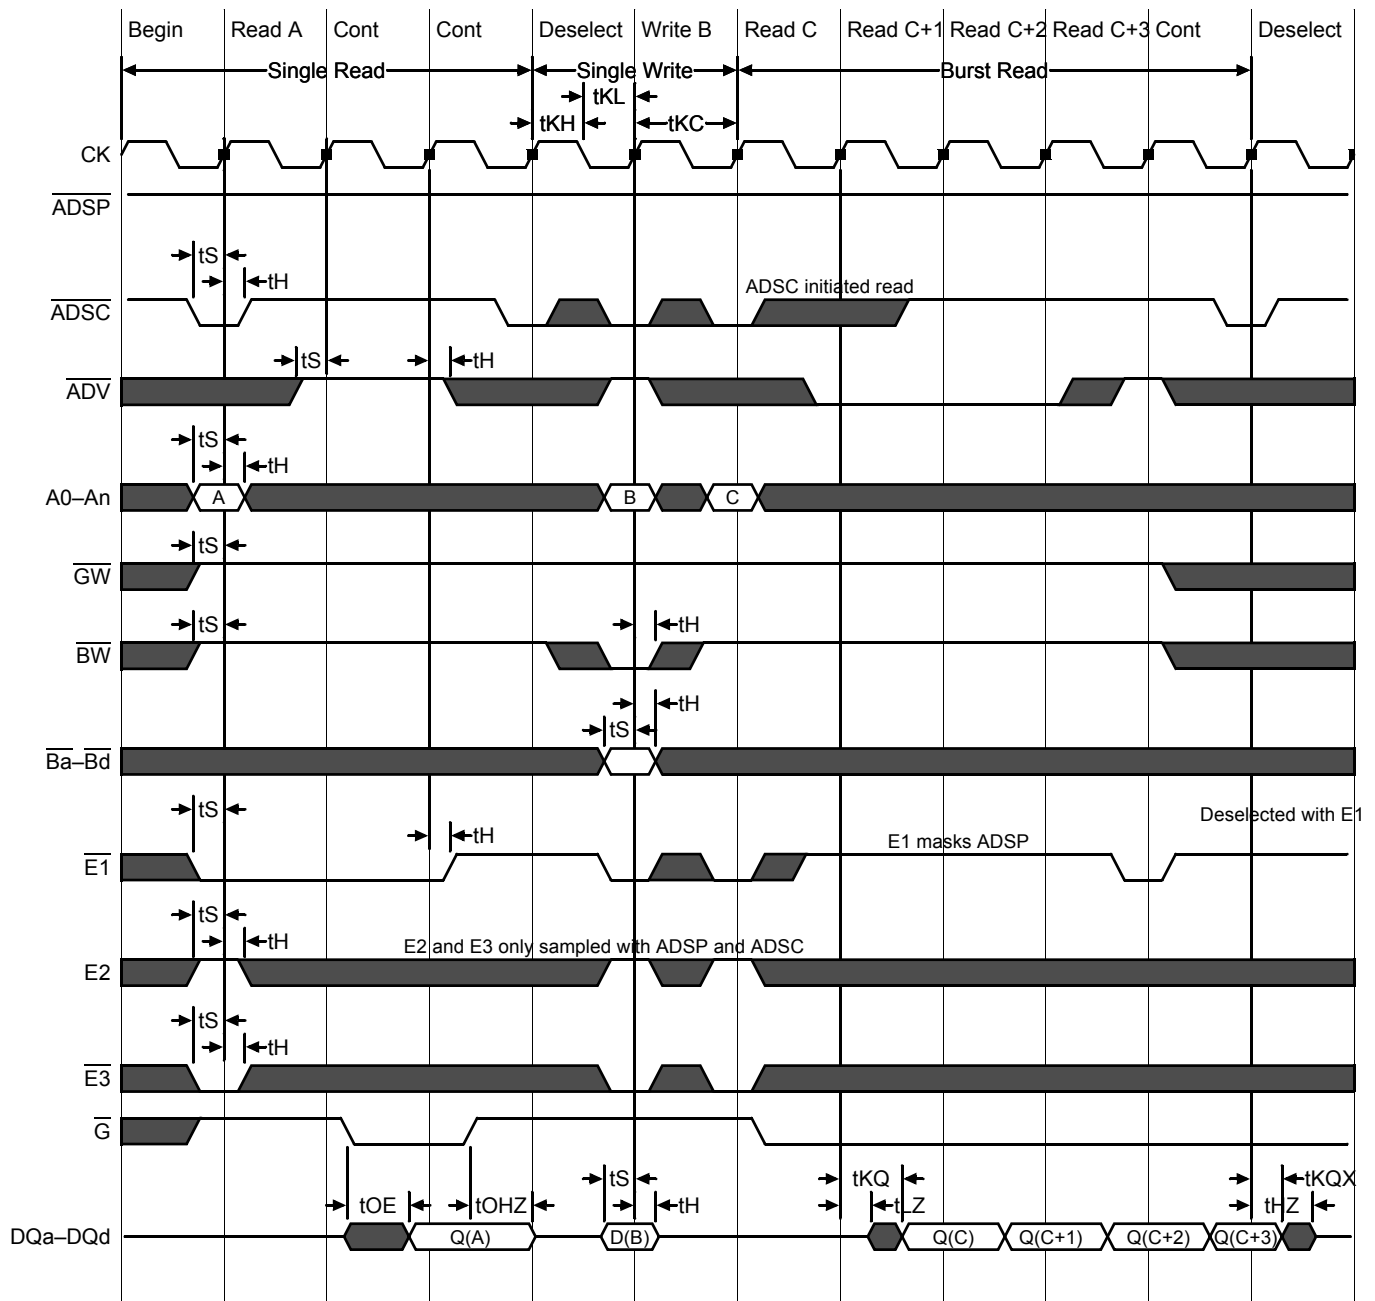 Begin Read A Cont Cont Deselect Write B Read C Read C+1 Read C+2 Read C+3 Cont Deselect
Single Read Single Write Burst Read
tKL
tKH tKC
CK
ADSP
tS
tH
ADSC initiated read
ADSC
tS tH
ADV
tS
tH
A0–An A B C
tS
GW
tS tH
BW
tH
tS
Ba–Bd
tS
Deselected with E1
tH
E1 masks ADSP
E1
tS
tH
E2 and E3 only sampled with ADSP and ADSC
E2
tS
tH
E3
G
tS tKQ tKQX
tOE tOHZ tH tLZ tHZ
DQa–DQd Q(A) D(B) Q(C) Q(C+1) Q(C+2) Q(C+3)